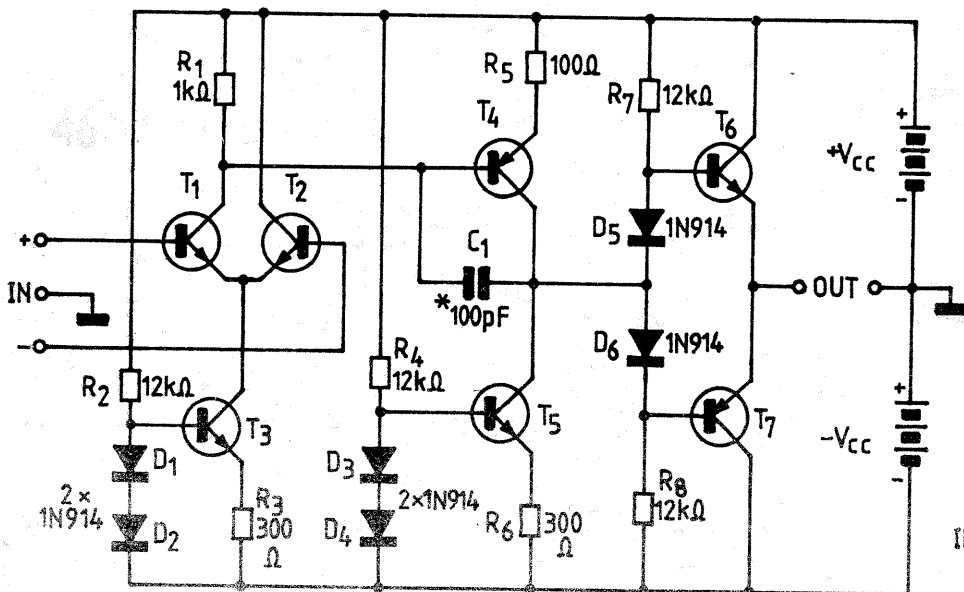 R1
1kΩ
R5
100Ω
R7
12kΩ
T4
T6
+
+VCC
-
T1
T2
+
D5
1N914
C1
IN
*100pF
OUT
-
D6
1N914
R4
12kΩ
R2
12kΩ
T3
T5
T7
+
-VCC
-
D1
D3
2×
1N914
D2
R3
300
Ω
2×1N914
D4
R6
300
Ω
R8
12kΩ
I